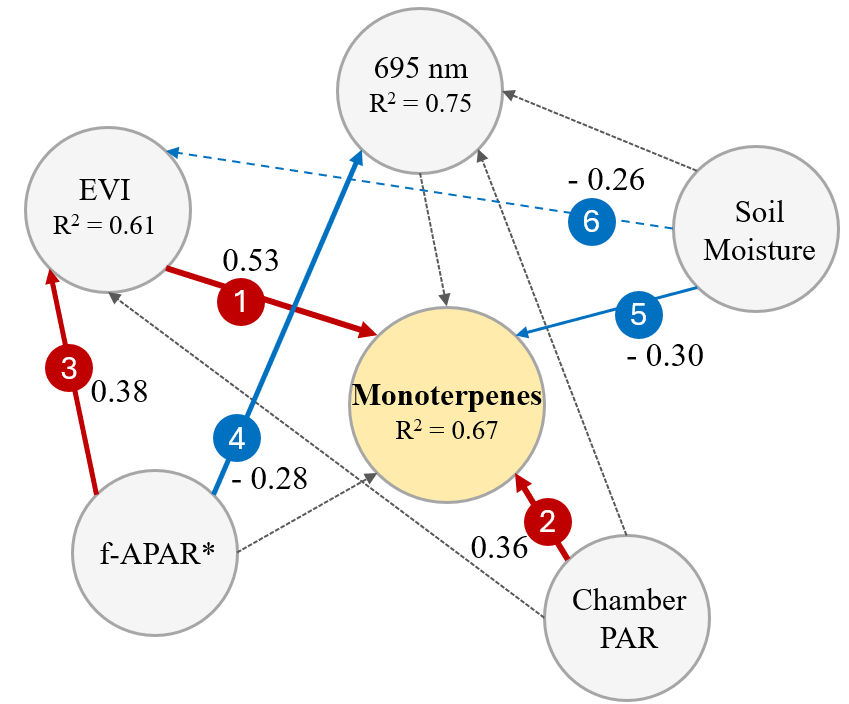 695 nm
R² = 0.75
EVI
R² = 0.61
- 0.26
6
Soil
Moisture
0.53
1
5
- 0.30
3
0.38
Monoterpenes
R² = 0.67
4
- 0.28
2
0.36
f-APAR*
Chamber
PAR